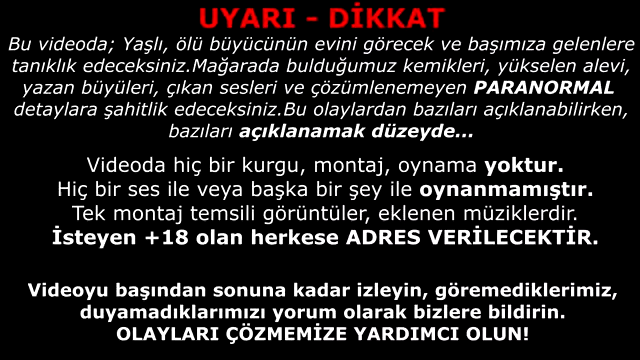 UYARI - DİKKAT
Bu videoda; Yaşlı, ölü büyücünün evini görecek ve başımıza gelenlere
tanıklık edeceksiniz.Mağarada bulduğumuz kemikleri, yükselen alevi,
yazan büyüleri, çıkan sesleri ve çözümlenemeyen PARANORMAL
detaylara şahitlik edeceksiniz.Bu olaylardan bazıları açıklanabilirken,
bazıları açıklanamak düzeyde...
Videoda hiç bir kurgu, montaj, oynama yoktur.
Hiç bir ses ile veya başka bir şey ile oynanmamıştır.
Tek montaj temsili görüntüler, eklenen müziklerdir.
İsteyen +18 olan herkese ADRES VERİLECEKTİR.
Videoyu başından sonuna kadar izleyin, göremediklerimiz,
duyamadıklarımızı yorum olarak bizlere bildirin.
OLAYLARI ÇÖZMEMİZE YARDIMCI OLUN!